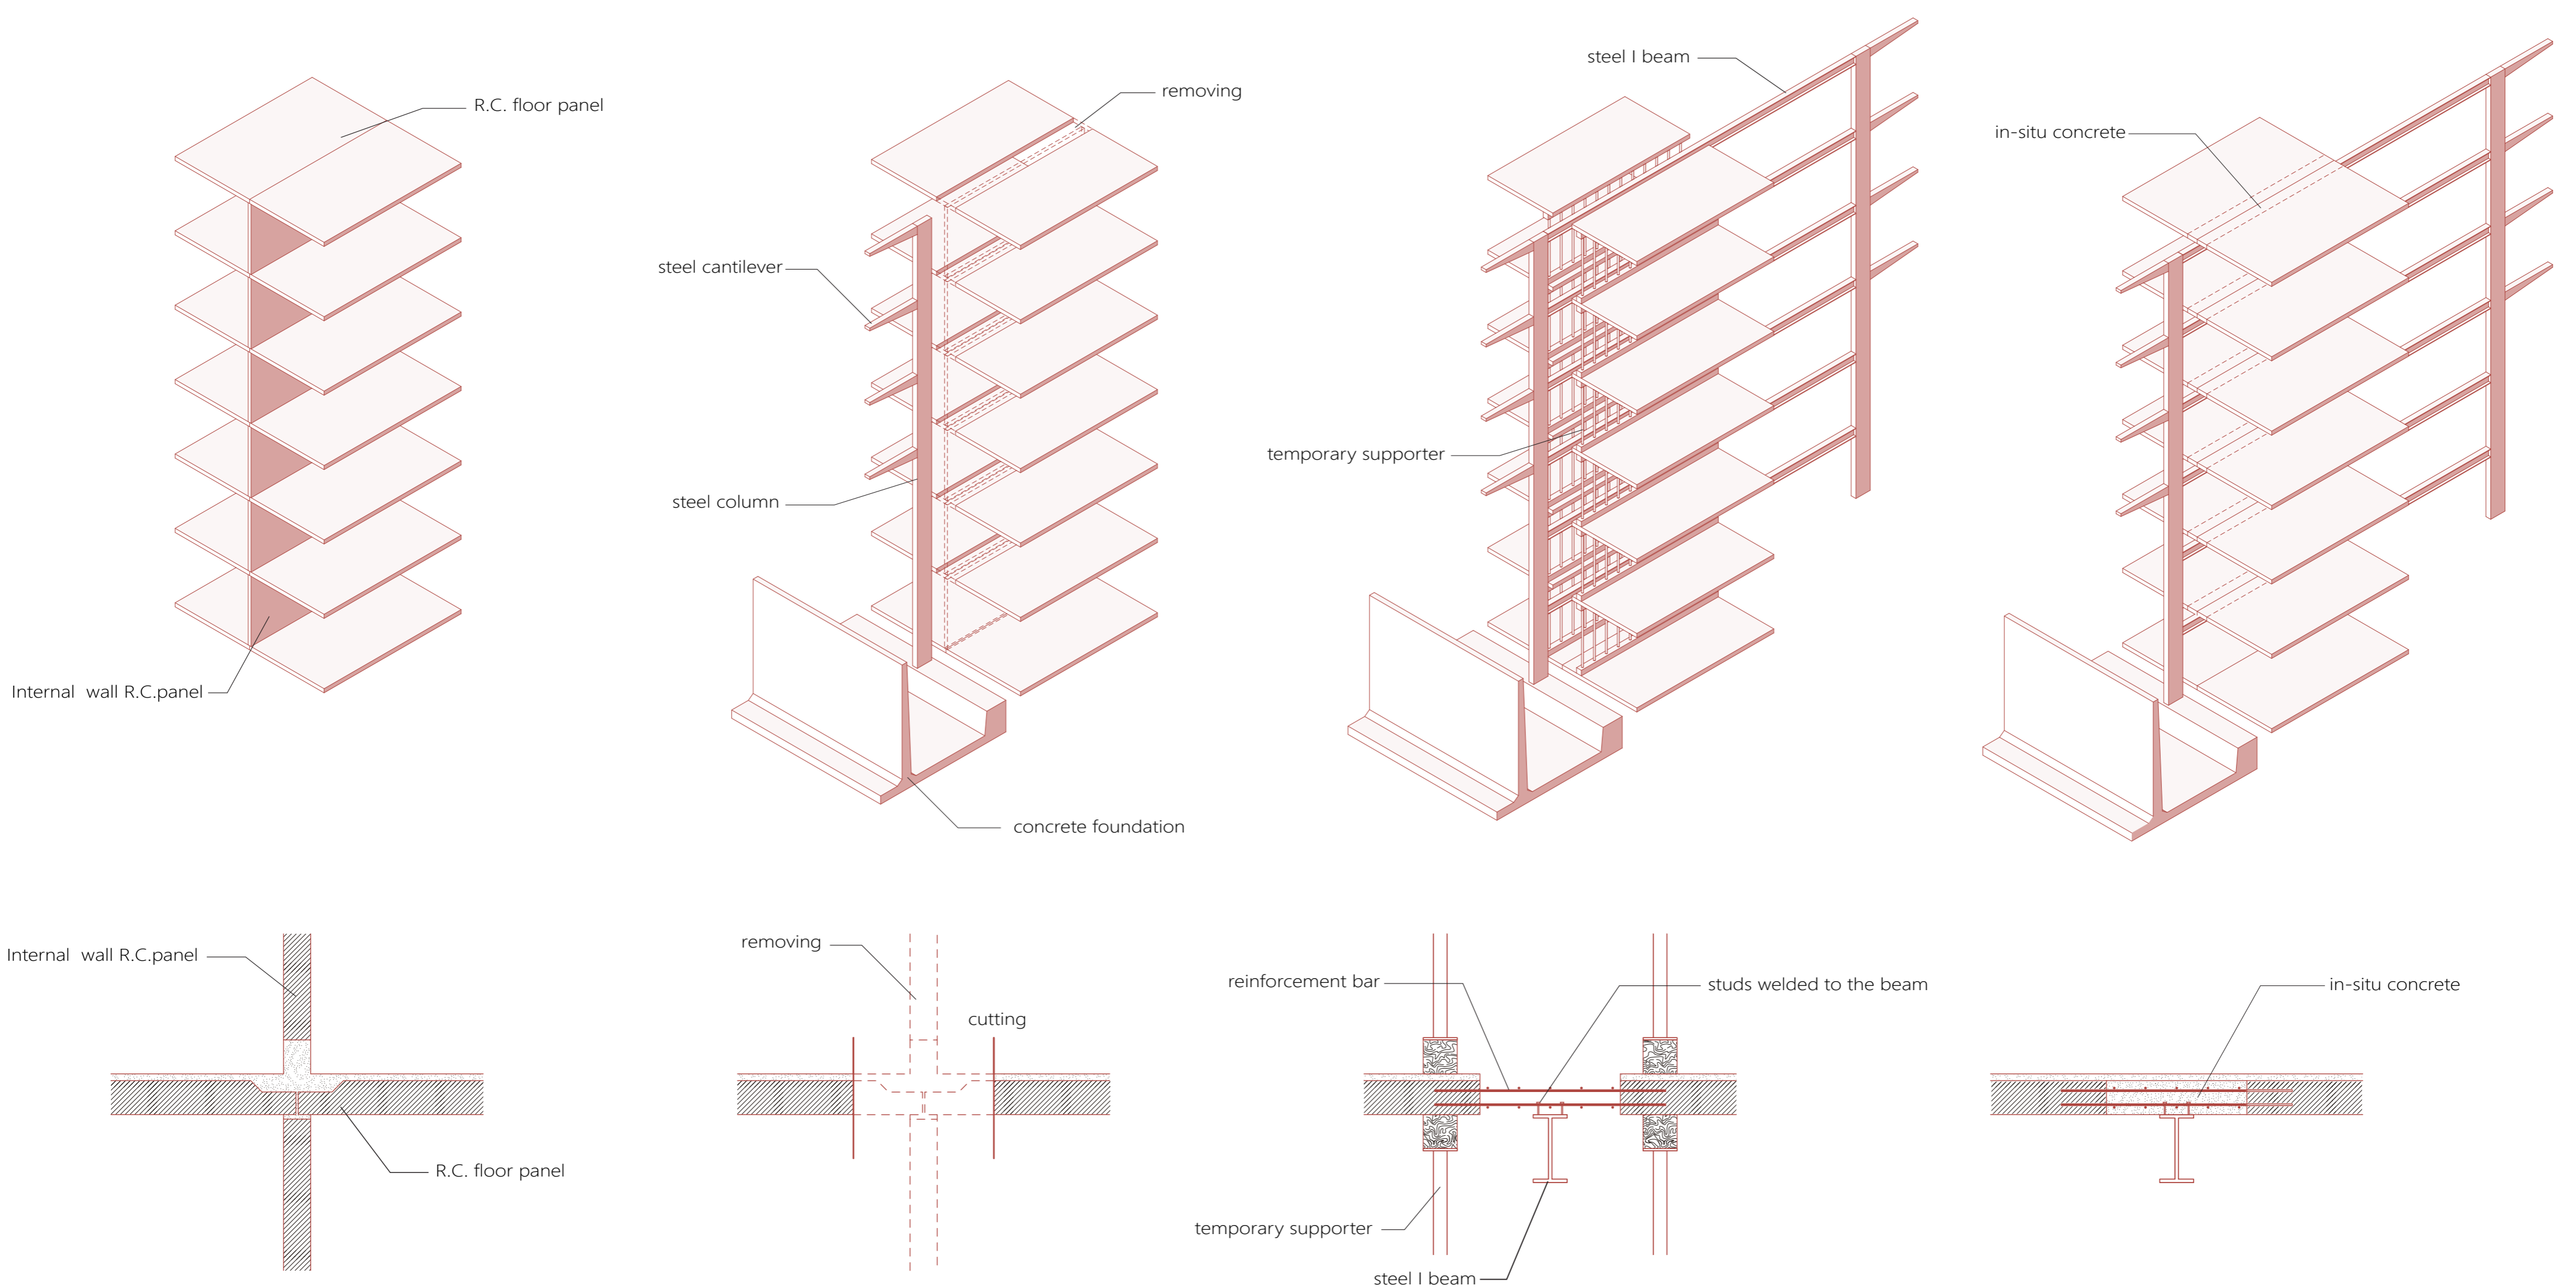 steel I beam
R.C. floor panel
removing
in-situ concrete
steel cantilever
temporary supporter
steel column
Internal  wall R.C.panel
concrete foundation
Internal  wall R.C.panel
R.C. floor panel
removing
cutting
reinforcement bar
studs welded to the beam
temporary supporter
steel I beam
in-situ concrete